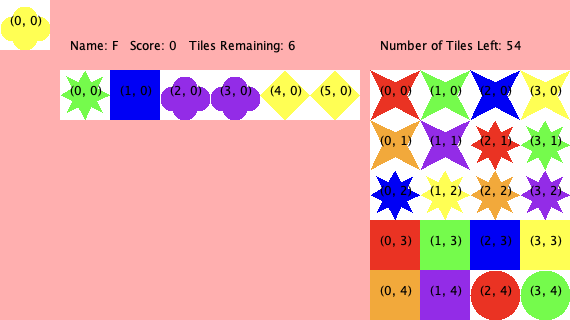 (0, 0)
Name: F Score: 0 Tiles Remaining: 6
Number of Tiles Left: 54
(0, 0) (1, 0) (2, 0) (3, 0) (4, 0) (5, 0)
(0, 0) (1, 0) (2, 0) (3, 0)
(0, 1) (1, 1) (2, 1) (3, 1)
(0, 2) (1, 2) (2, 2) (3, 2)
(0, 3) (1, 3) (2, 3) (3, 3)
(0, 4) (1, 4) (2, 4) (3, 4)